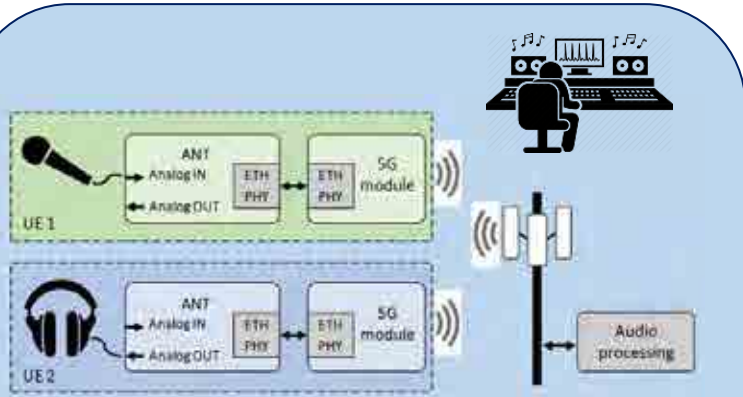 ANT
Analog IN
Analog OUT
ETH
PHY
ETH
PHY
5G
module
UE 1
ANT
Analog IN
Analog OUT
ETH
PHY
ETH
PHY
5G
module
UE 2
Audio
processing